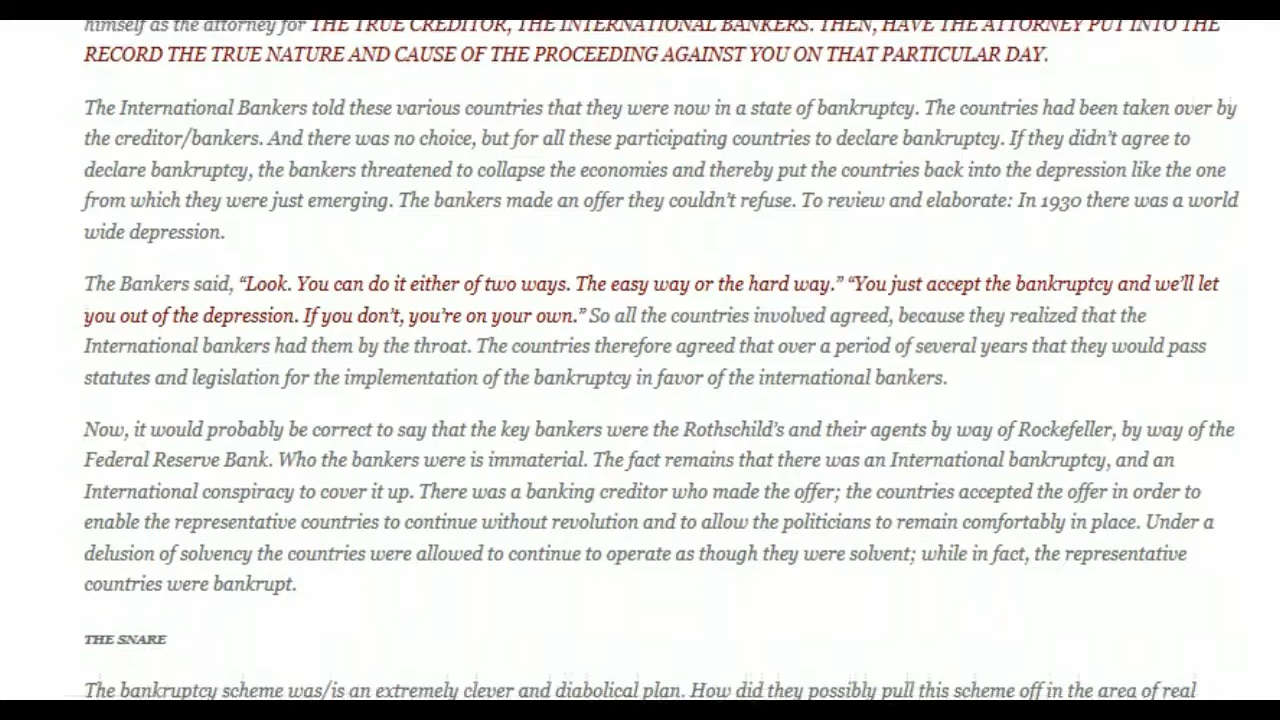 himself as the attorney for THE TRUE CREDITOR, THE INTERNATIONAL BANKERS. THEN, HAVE THE ATTORNEY PUT INTO THE
RECORD THE TRUE NATURE AND CAUSE OF THE PROCEEDING AGAINST YOU ON THAT PARTICULAR DAY.
The International Bankers told these various countries that they were now in a state of bankruptcy. The countries had been taken over by
the creditor/bankers. And there was no choice, but for all these participating countries to declare bankruptcy. If they didn't agree to
declare bankruptcy, the bankers threatened to collapse the economies and thereby put the countries back into the depression like the one
from which they were just emerging. The bankers made an offer they couldn't refuse. To review and elaborate: In 1930 there was a world
wide depression.
The Bankers said, “Look. You can do it either of two ways. The easy way or the hard way.” “You just accept the bankruptcy and we'll let
you out of the depression. If you don't, you're on your own.” So all the countries involved agreed, because they realized that the
International bankers had them by the throat. The countries therefore agreed that over a period of several years that they would pass
statutes and legislation for the implementation of the bankruptcy in favor of the international bankers.
Now, it would probably be correct to say that the key bankers were the Rothschild's and their agents by way of Rockefeller, by way of the
Federal Reserve Bank. Who the bankers were is immaterial. The fact remains that there was an International bankruptcy, and an
International conspiracy to cover it up. There was a banking creditor who made the offer; the countries accepted the offer in order to
enable the representative countries to continue without revolution and to allow the politicians to remain comfortably in place. Under a
delusion of solvency the countries were allowed to continue to operate as though they were solvent; while in fact, the representative
countries were bankrupt.
THE SNARE
The bankruptcy scheme was/is an extremely clever and diabolical plan. How did they possibly pull this scheme off in the area of real